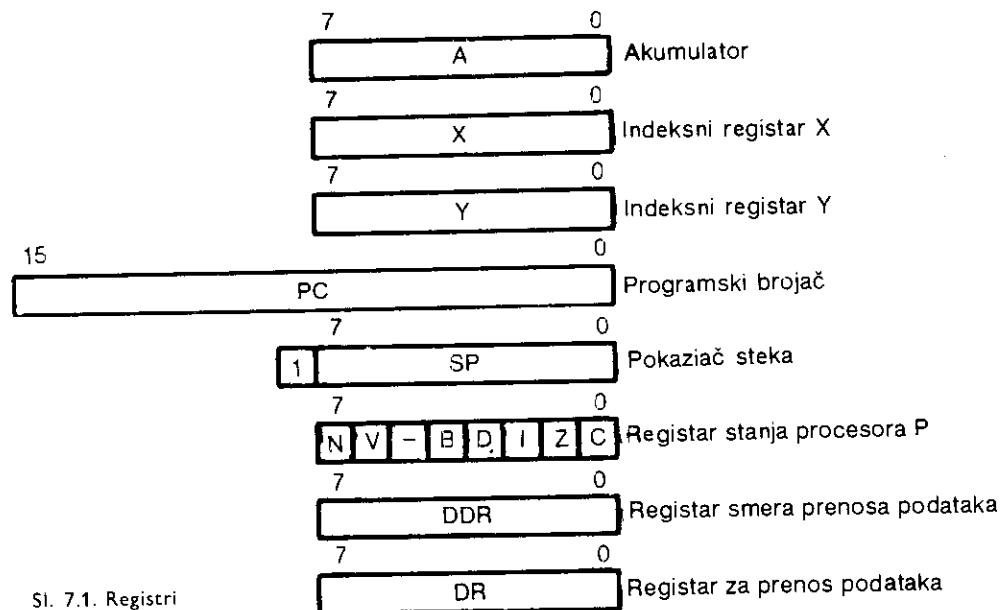 7 0
A Akumulator
7 0
X Indeksni registar X
7 0
Y Indeksni registar Y
15 0
PC Programski brojač
7 0
1 SP Pokaziač steka
7 0
N V – B D I Z C Registar stanja procesora P
7 0
DDR Registar smera prenosa podataka
7 0
DR Registar za prenos podataka
Sl. 7.1. Registri